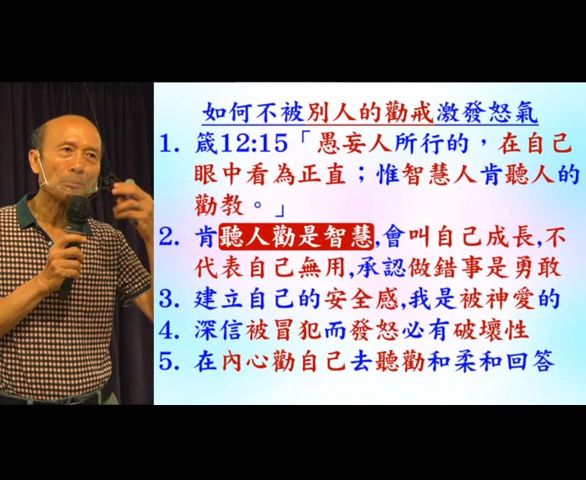 如何不被別人的勸戒激發怒氣
1. 箴12:15「愚妄人所行的，在自己
眼中看為正直；惟智慧人肯聽人的
勸教。」
2. 肯聽人勸是智慧,會叫自己成長,不
代表自己無用,承認做錯事是勇敢
3. 建立自己的安全感,我是被神愛的
4. 深信被冒犯而發怒必有破壞性
5. 在內心勸自己去聽勸和柔和回答